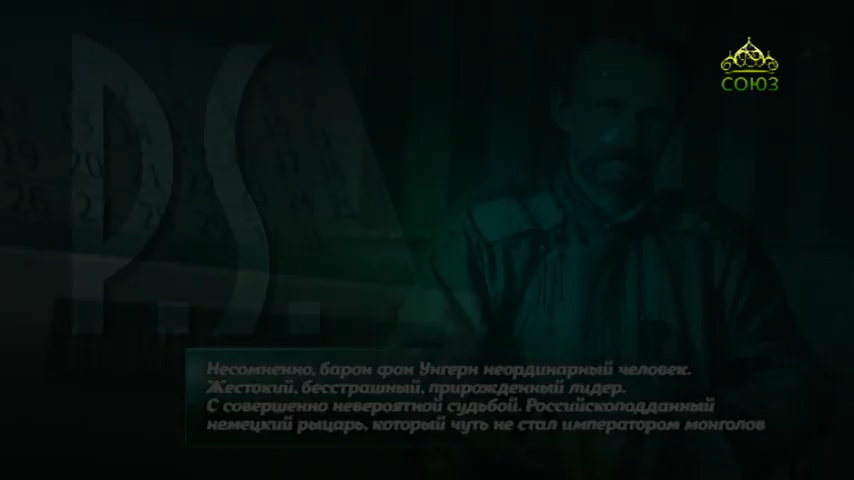 СОЮЗ
P.S.
Несомненно, барон фон Унгерн неординарный человек.
Жестокий, бесстрашный, прирожденный лидер.
С совершенно невероятной судьбой. Российскоподданный
немецкий рыцарь, который чуть не стал императором монголов